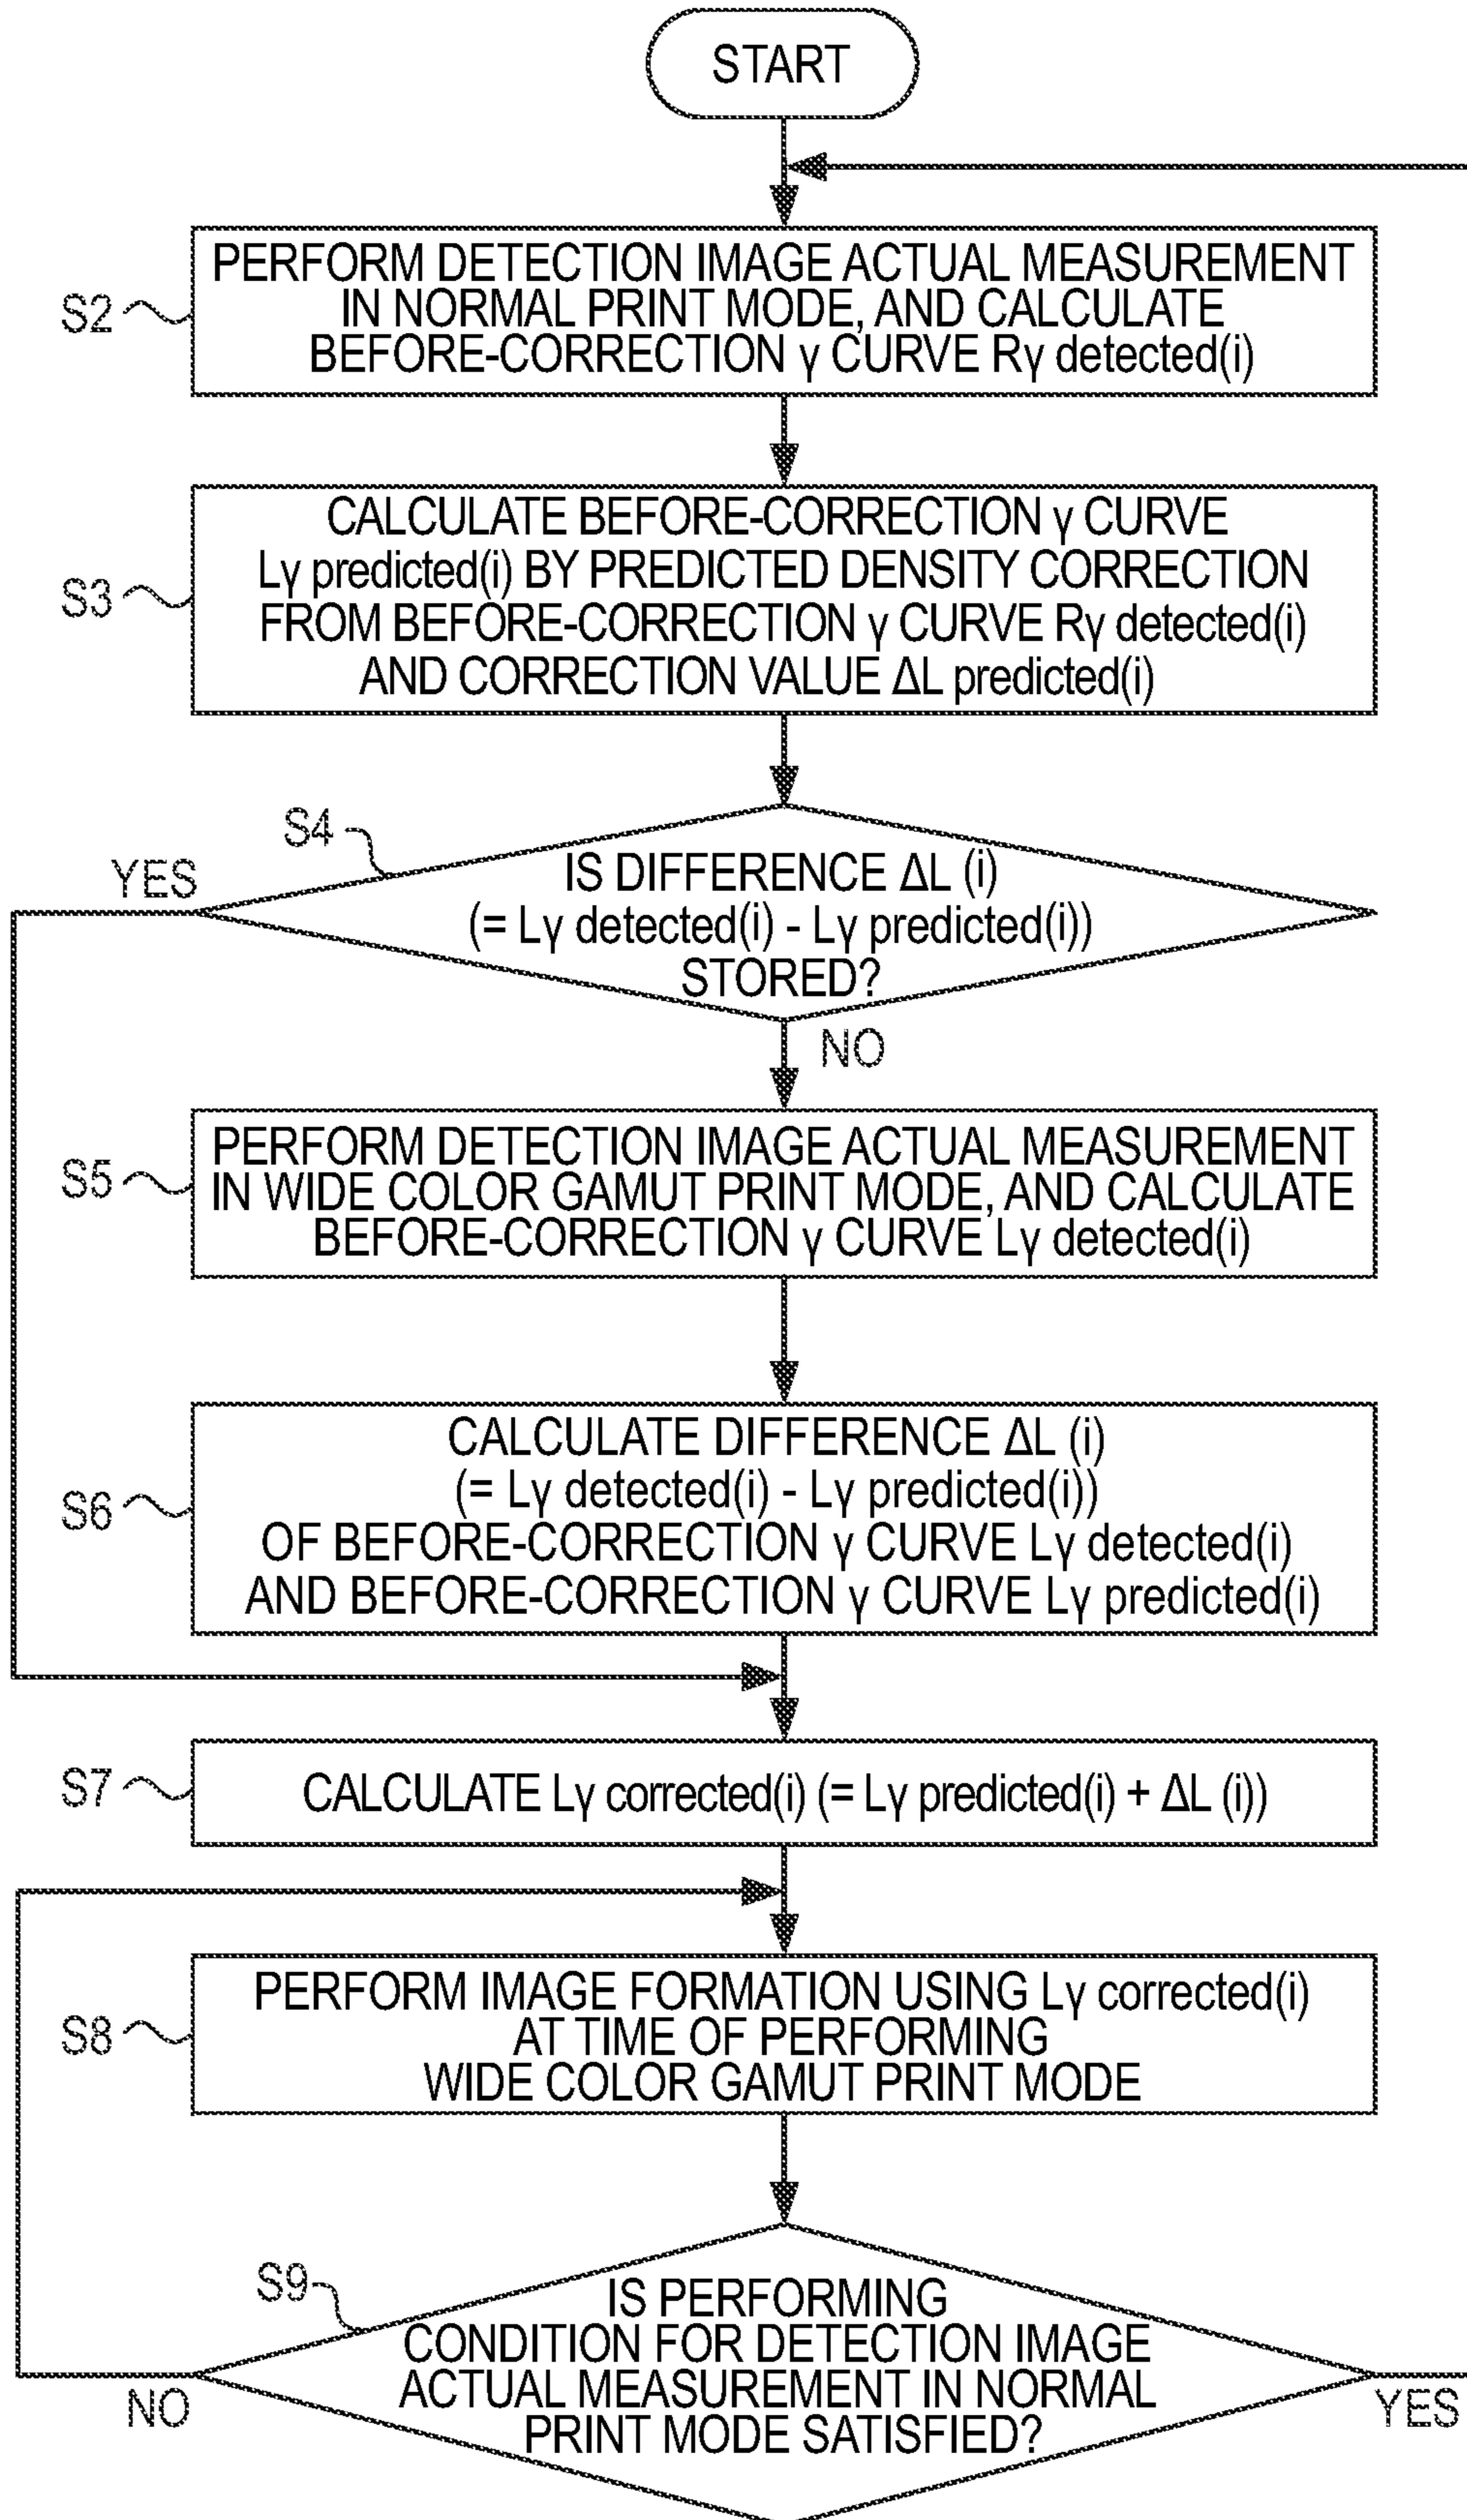 START
S2
PERFORM DETECTION IMAGE ACTUAL MEASUREMENT
IN NORMAL PRINT MODE, AND CALCULATE
BEFORE-CORRECTION γ CURVE Rγ detected(i)
S3
CALCULATE BEFORE-CORRECTION γ CURVE
Lγ predicted(i) BY PREDICTED DENSITY CORRECTION
FROM BEFORE-CORRECTION γ CURVE Rγ detected(i)
AND CORRECTION VALUE ΔL predicted(i)
S4
YES
IS DIFFERENCE ΔL (i)
(= Lγ detected(i) - Lγ predicted(i))
STORED?
NO
S5
PERFORM DETECTION IMAGE ACTUAL MEASUREMENT
IN WIDE COLOR GAMUT PRINT MODE, AND CALCULATE
BEFORE-CORRECTION γ CURVE Lγ detected(i)
S6
CALCULATE DIFFERENCE ΔL (i)
(= Lγ detected(i) - Lγ predicted(i))
OF BEFORE-CORRECTION γ CURVE Lγ detected(i)
AND BEFORE-CORRECTION γ CURVE Lγ predicted(i)
S7
CALCULATE Lγ corrected(i) (= Lγ predicted(i) + ΔL (i))
S8
PERFORM IMAGE FORMATION USING Lγ corrected(i)
AT TIME OF PERFORMING
WIDE COLOR GAMUT PRINT MODE
S9
IS PERFORMING
CONDITION FOR DETECTION IMAGE
ACTUAL MEASUREMENT IN NORMAL
PRINT MODE SATISFIED?
NO
YES